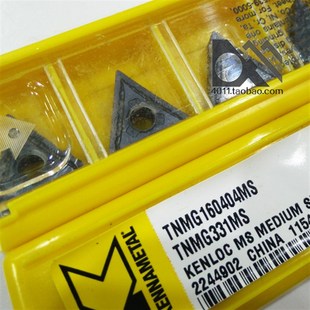 4011.taobao.com
KENNAMETAL
TNMG160404MS
TNMG331MS
KENLOC MS MEDIUM S
2244902 CHINA 1154